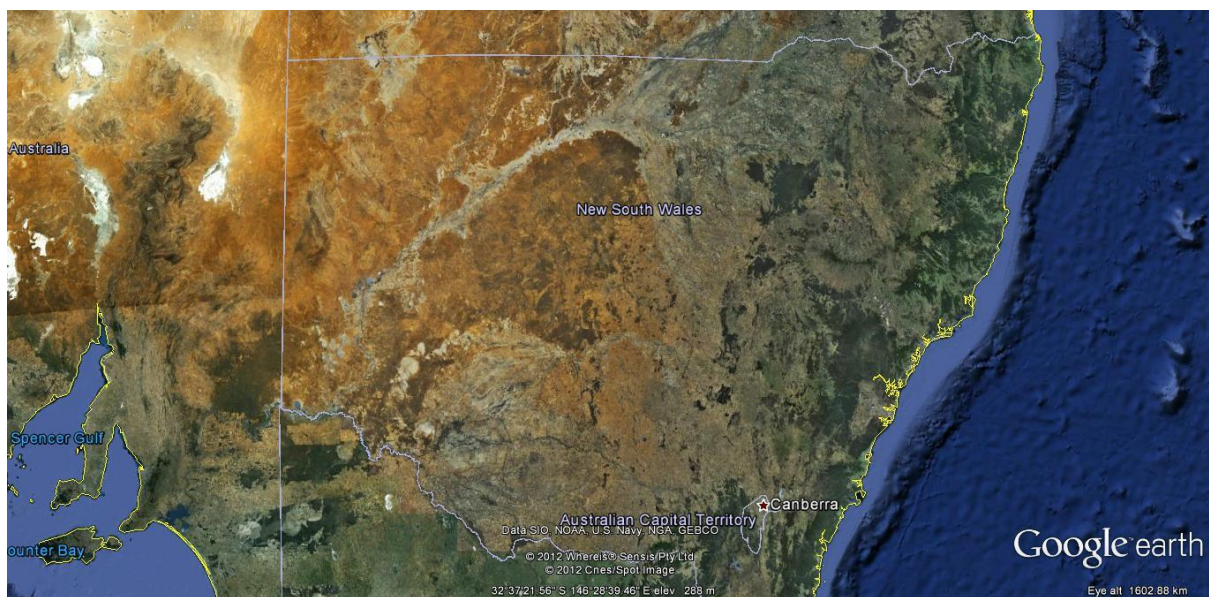 Australia
New South Wales
Spencer Gulf
Canberra
Australian Capital Territory
Data SIO, NOAA, U.S. Navy, NGA, GEBCO
ounter Bay
© 2012 Whereis® Sensis Pty Ltd
© 2012 Cnes/Spot Image
Google earth
32°37'21.56" S 146°28'39.46" E elev 288 m
Eye alt 1602.88 km